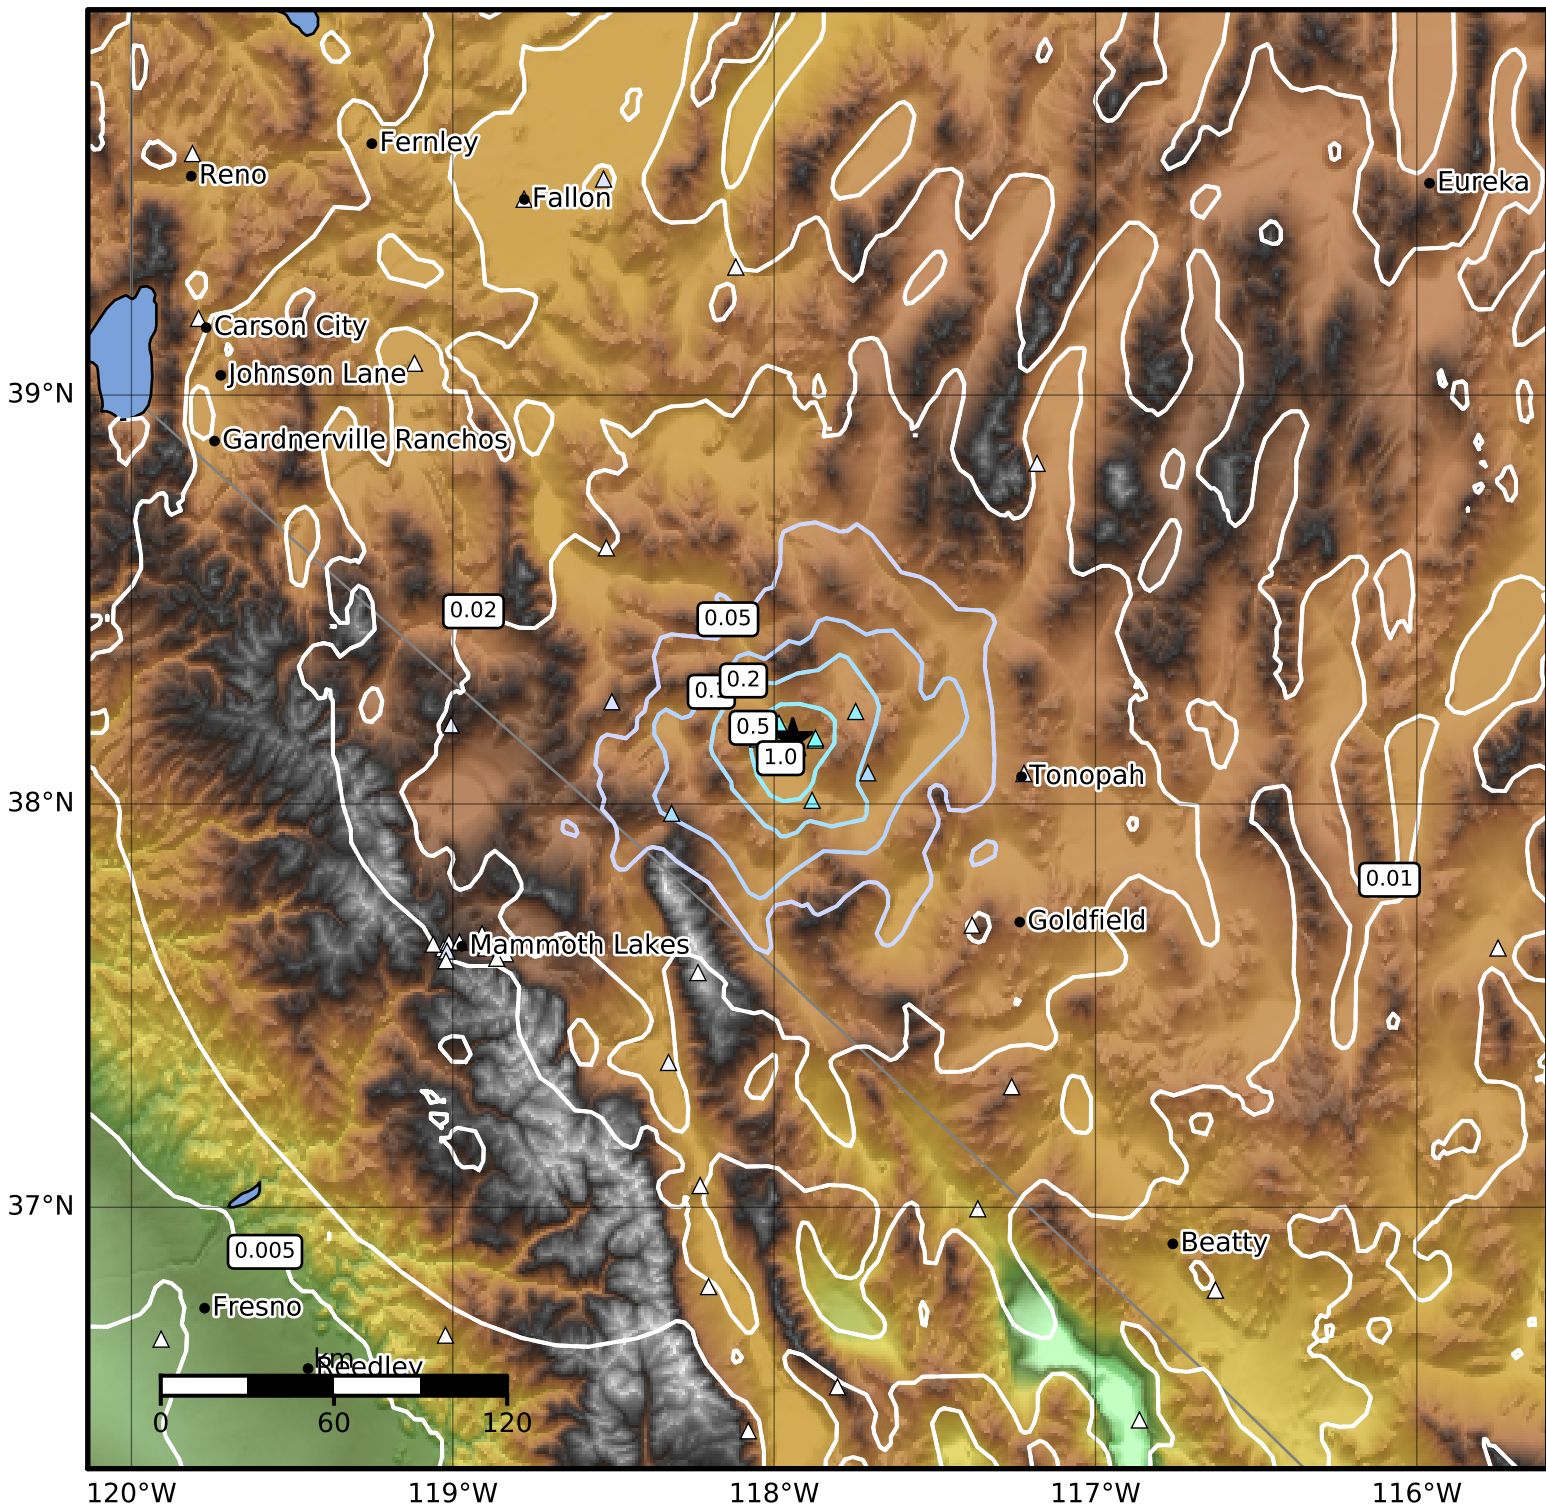 Fernley
Reno
Eureka
Fallon
Carson City
Johnson Lane
39°N
Gardnerville Ranchos
0.02
0.05
0.2
0.5
1.0
Tonopah
38°N
0.01
Goldfield
Mammoth Lakes
37°N
Beatty
0.005
Fresno
km
Reedley
0 60 120
120°W 119°W 118°W 117°W 116°W